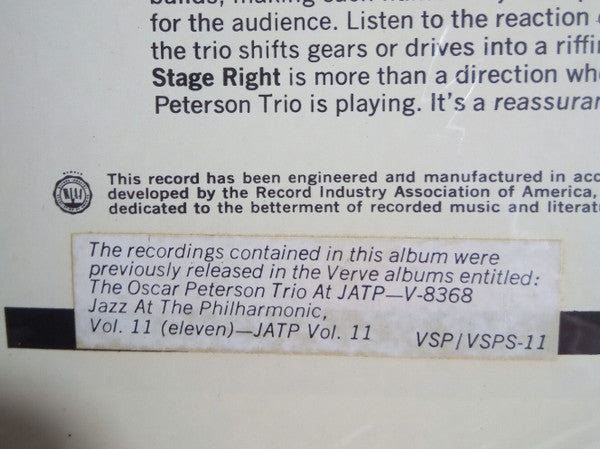 for the audience. Listen to the reaction
the trio shifts gears or drives into a
Stage Right is more than a direction
Peterson Trio is playing. It's a
This record has been engineered and manufactured in
developed by the Record Industry Association of America,
dedicated to the betterment of recorded music and
The recordings contained in this album were
previously released in the Verve albums entitled:
The Oscar Peterson Trio At JATP—V-8368
Jazz At The Philharmonic,
Vol. 11 (eleven)—JATP Vol. 11 VSP/VSPS-11